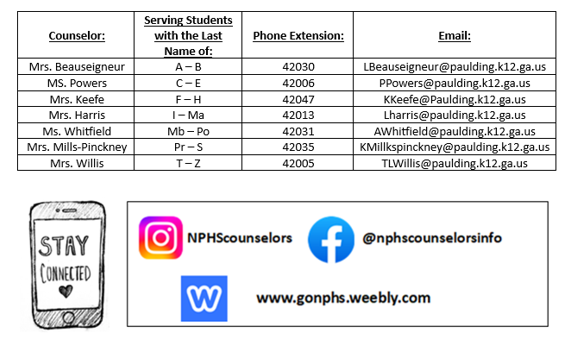 Counselor: Serving Students with the Last Name of: Phone Extension: Email:
Mrs. Beauseigneur A – B 42030 LBeauseigneur@paulding.k12.ga.us
MS. Powers C – E 42006 PPowers@paulding.k12.ga.us
Mrs. Keefe F – H 42047 KKeefe@Paulding.k12.ga.us
Mrs. Harris I – Ma 42013 Lharris@paulding.k12.ga.us
Ms. Whitfield Mb – Po 42031 AWhitfield@paulding.k12.ga.us
Mrs. Mills-Pinckney Pr – S 42035 KMillkspinckney@paulding.k12.ga.us
Mrs. Willis T – Z 42005 TLWillis@paulding.k12.ga.us
STAY
CONNECTED
NPHScounselors @nphscounselorsinfo
www.gonphs.weebly.com